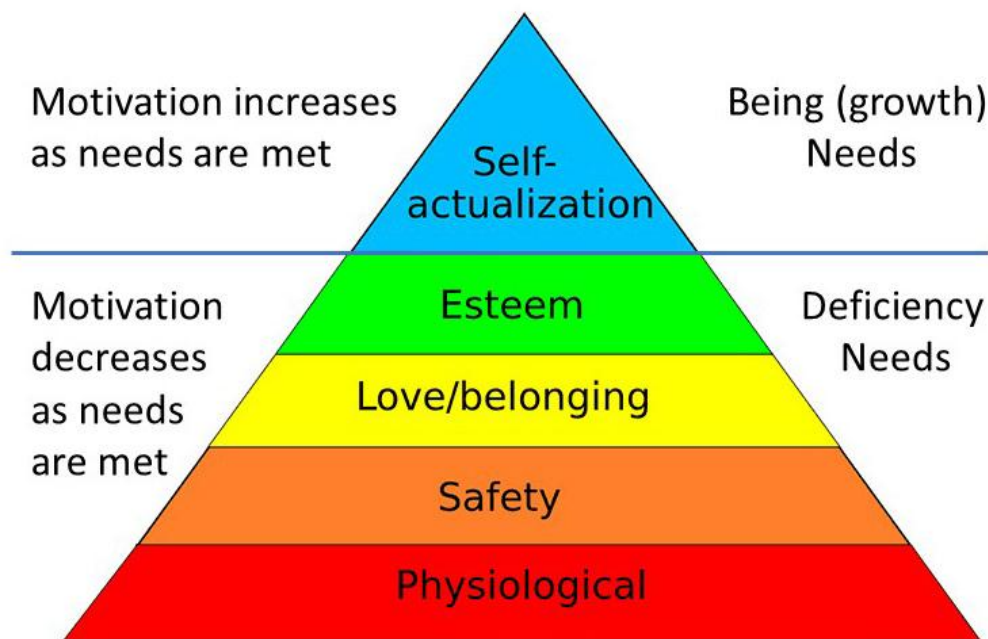 Motivation increases
as needs are met
Being (growth)
Needs
Self-
actualization
Motivation
decreases
as needs
are met
Deficiency
Needs
Esteem
Love/belonging
Safety
Physiological